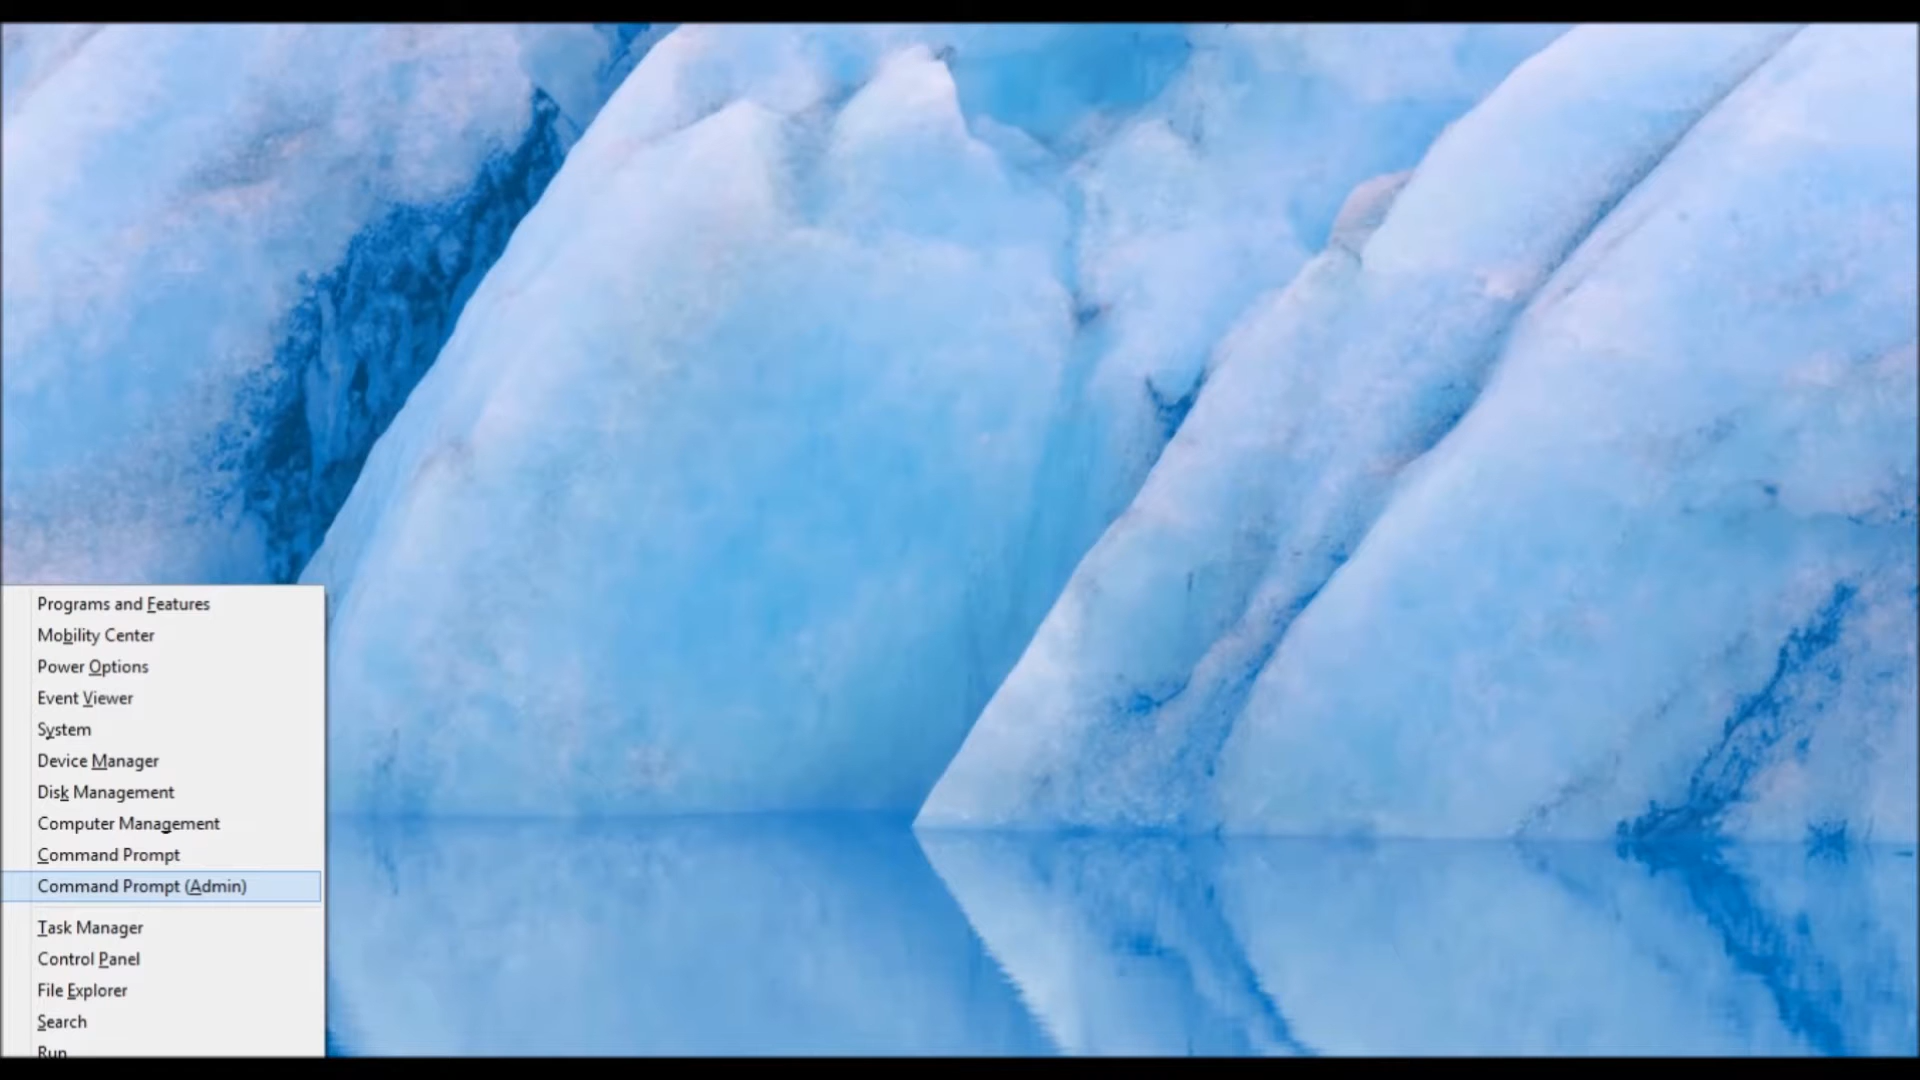 Programs and Features
Mobility Center
Power Options
Event Viewer
System
Device Manager
Disk Management
Computer Management
Command Prompt
Command Prompt (Admin)
Task Manager
Control Panel
File Explorer
Search
Run